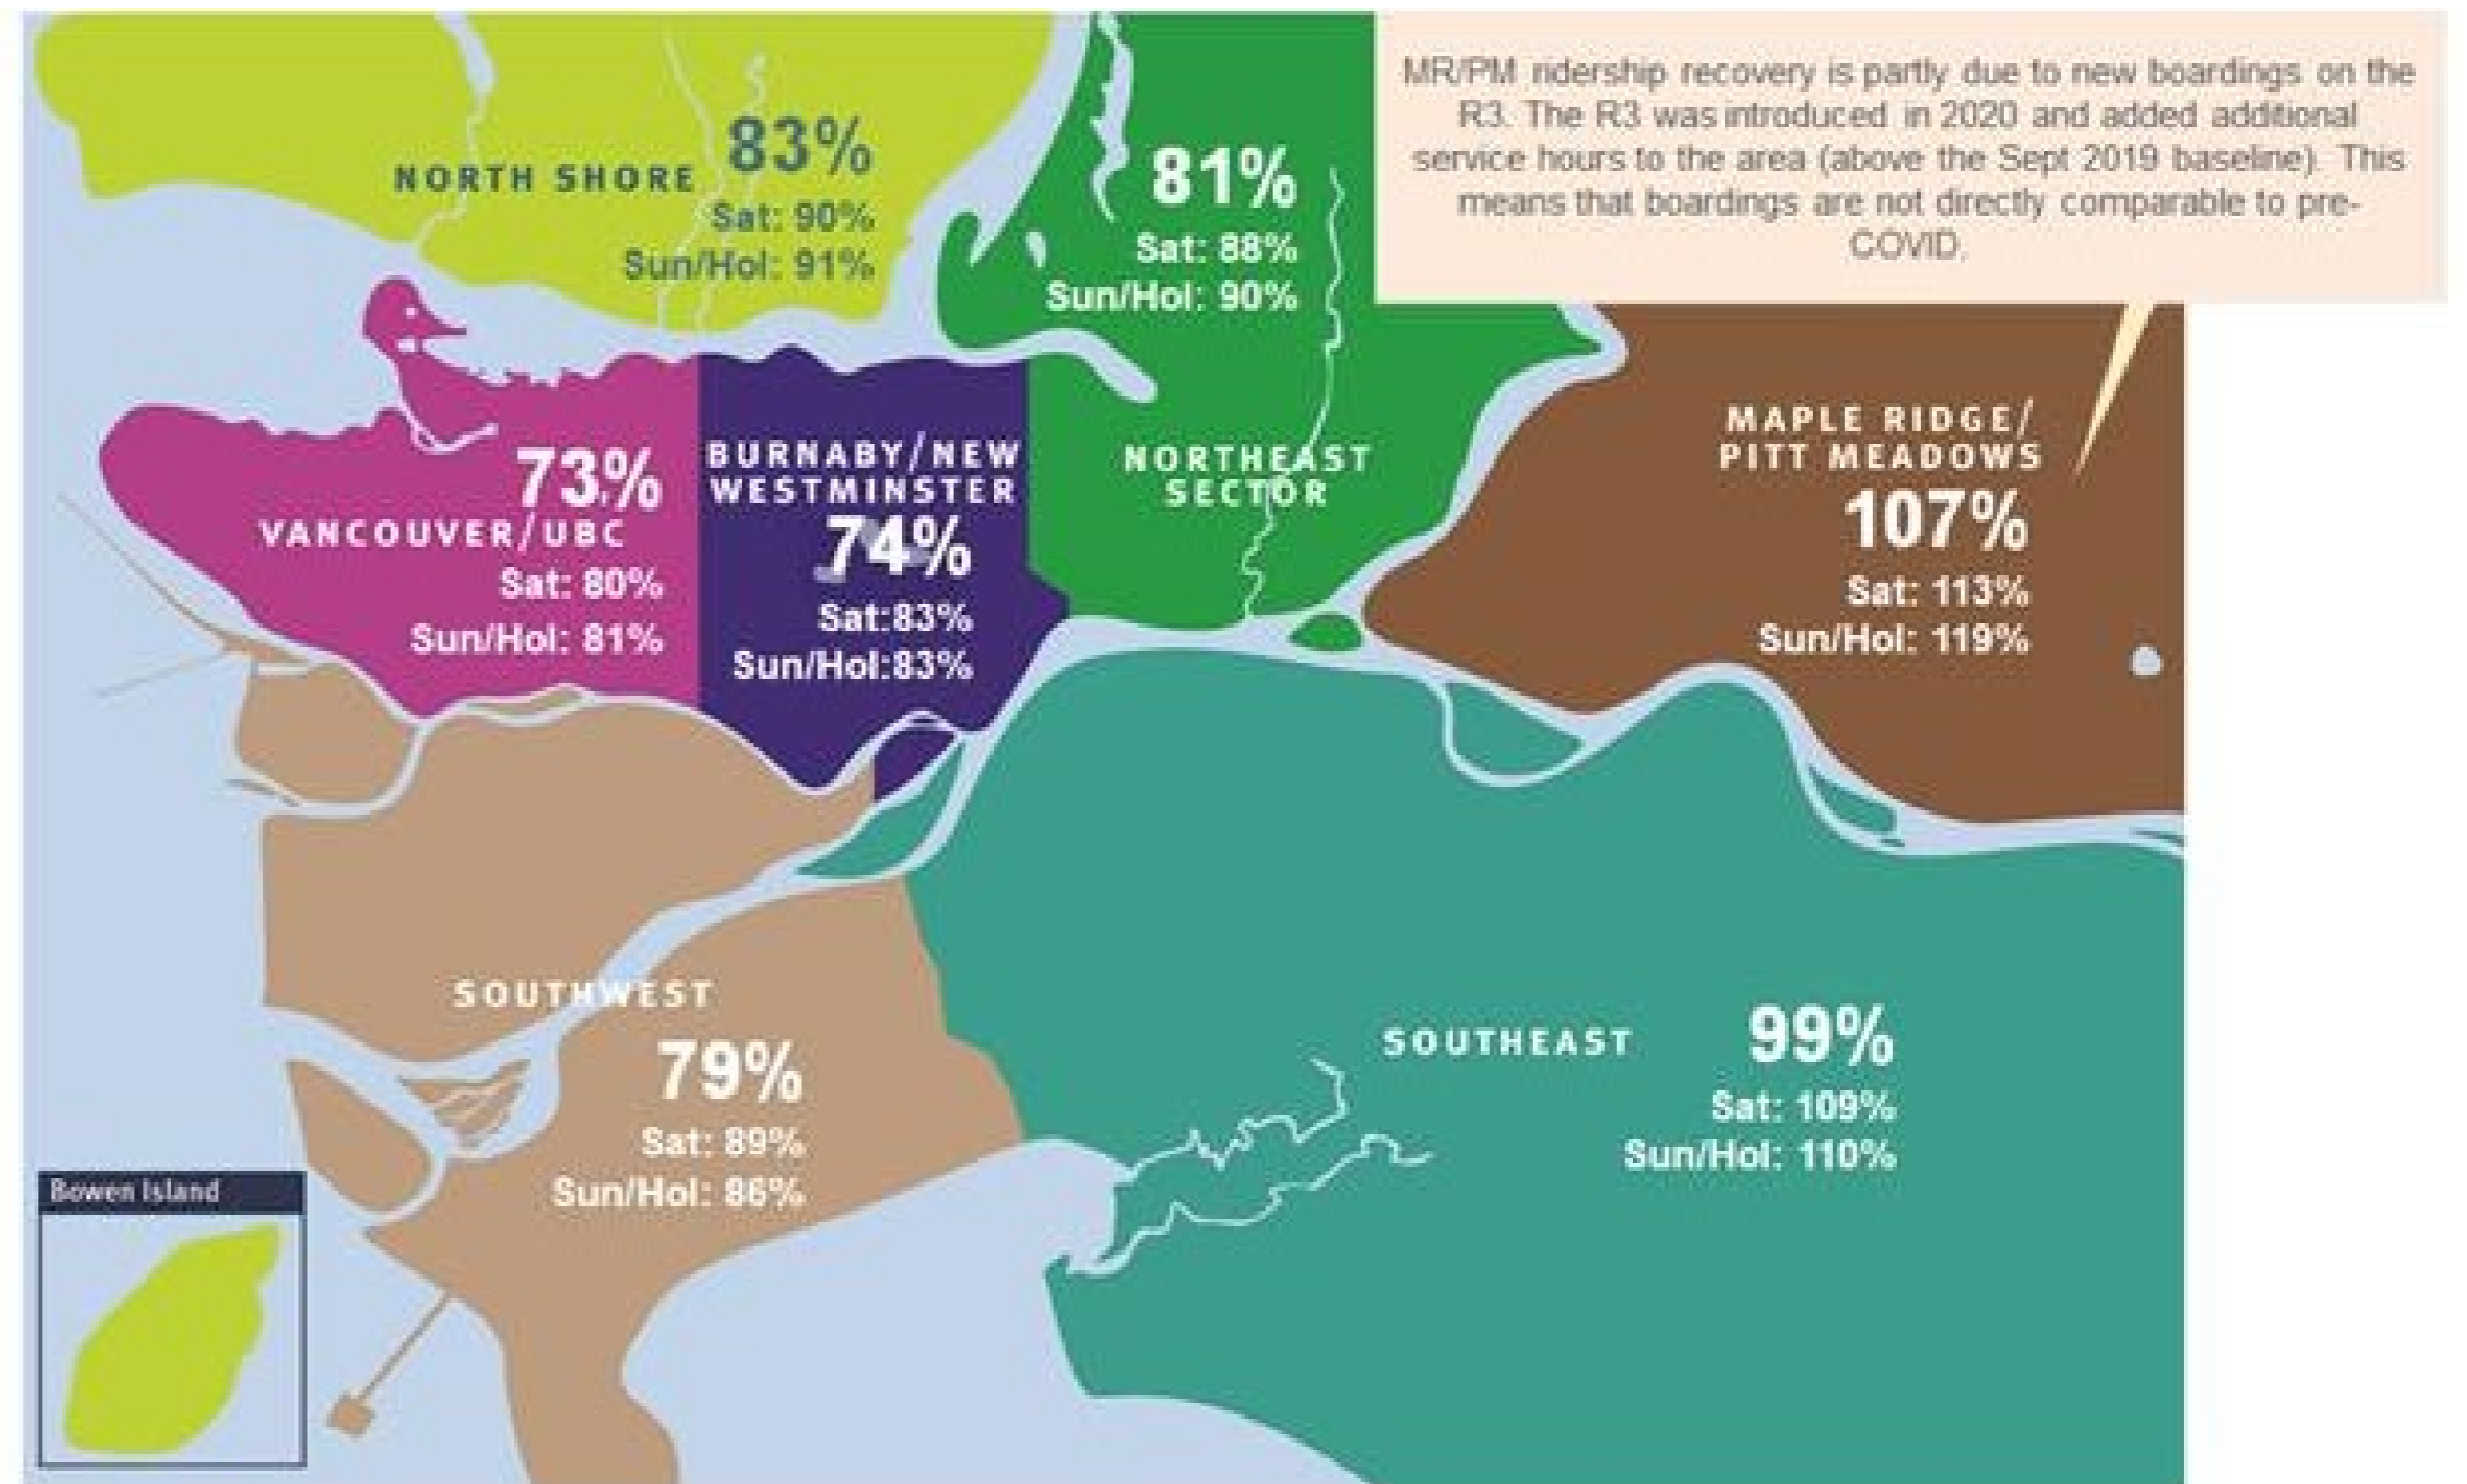 MR/PM ridership recovery is partly due to new boardings on the
R3. The R3 was introduced in 2020 and added additional
service hours to the area (above the Sept 2019 baseline). This
means that boardings are not directly comparable to pre-
COVID.
NORTH SHORE 83%
Sat: 90%
Sun/Hol: 91%
81%
Sat: 88%
Sun/Hol: 90%
NORTHEAST
SECTOR
73%
VANCOUVER/UBC
Sat: 80%
Sun/Hol: 81%
BURNABY/NEW
WESTMINSTER
74%
Sat:83%
Sun/Hol:83%
MAPLE RIDGE/
PITT MEADOWS
107%
Sat: 113%
Sun/Hol: 119%
SOUTHWEST
79%
Sat: 89%
Sun/Hol: 86%
SOUTHEAST 99%
Sat: 109%
Sun/Hol: 110%
Bowen Island